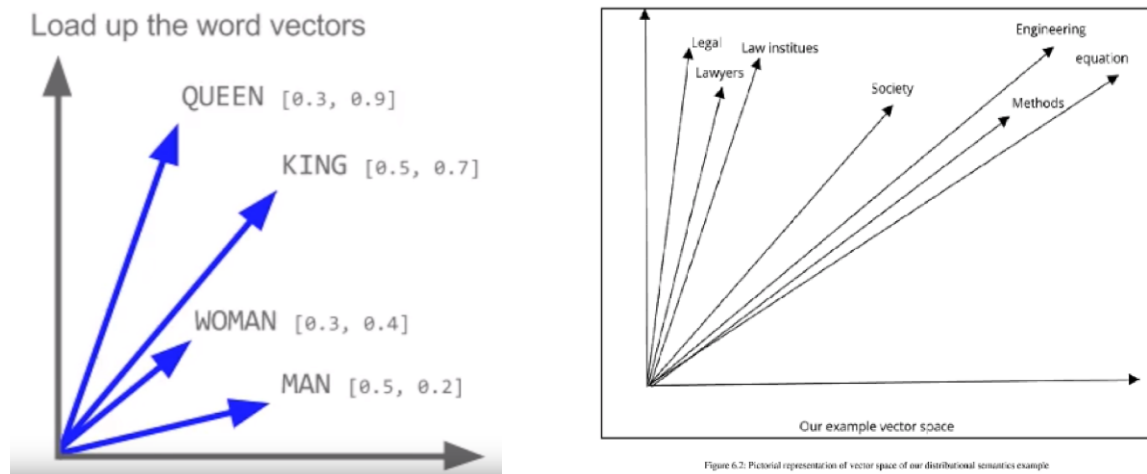 Load up the word vectors
QUEEN [0.3, 0.9]
KING [0.5, 0.7]
WOMAN [0.3, 0.4]
MAN [0.5, 0.2]
Legal
Law institues
Lawyers
Society
Engineering
equation
Methods
Our example vector space
Figure 6.2: Pictorial representation of vector space of our distributional semantics example